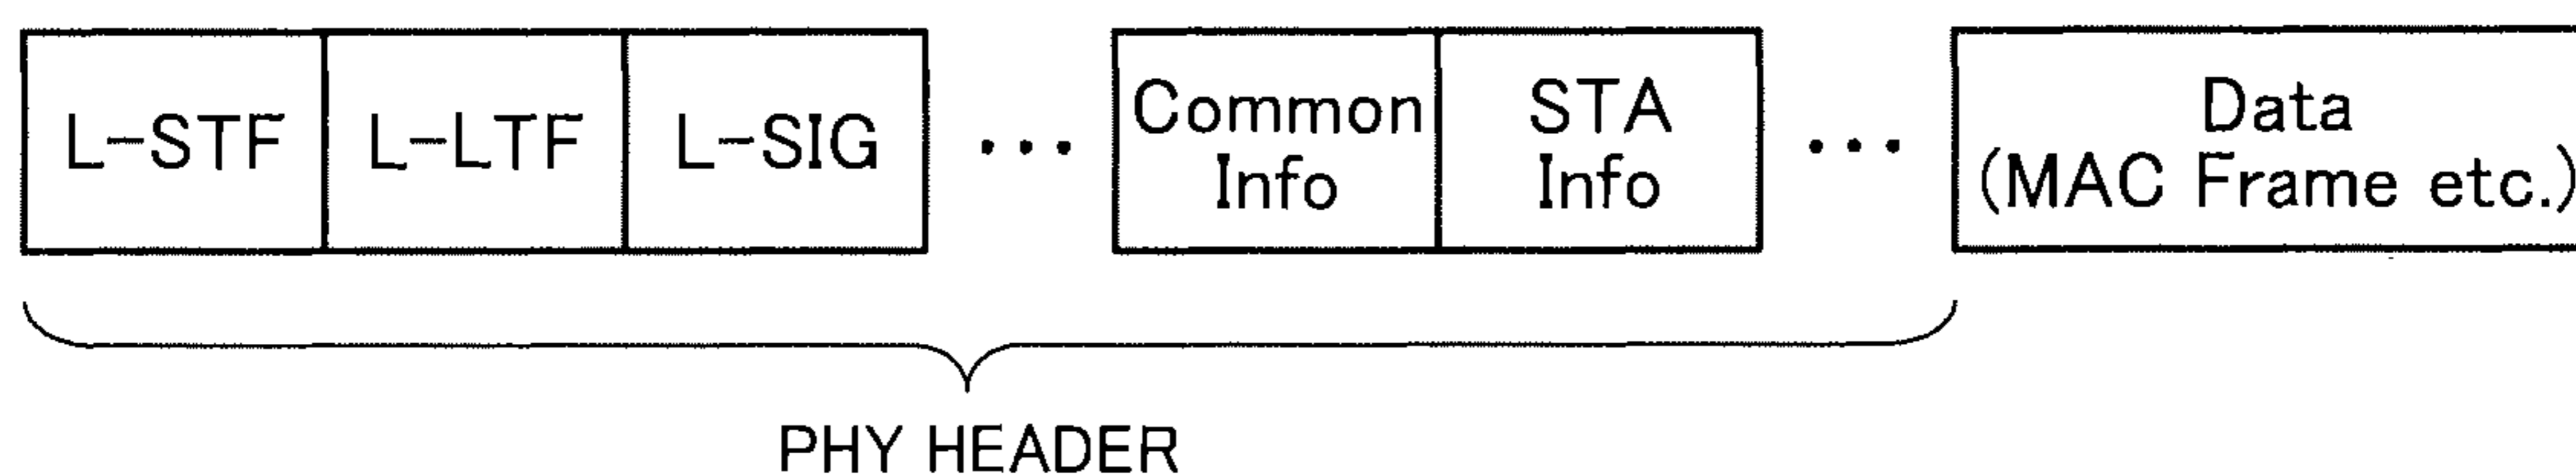 L-STF L-LTF L-SIG ... Common Info STA Info ... Data (MAC Frame etc.)
PHY HEADER